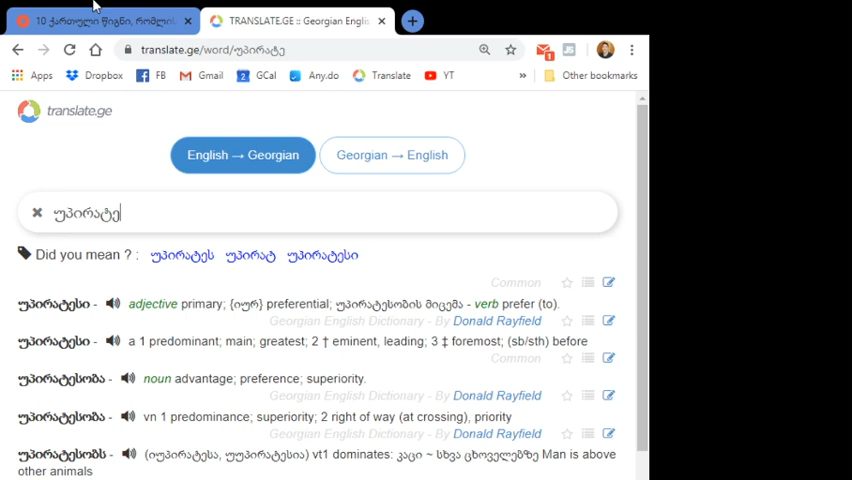 10 ქართული წიგნი, რომლის
TRANSLATE.GE :: Georgian Englis
translate.ge/word/უპირატე
1 JS
Apps Dropbox FB Gmail 2 GCal Any.do Translate YT » Other bookmarks
translate.ge
English → Georgian Georgian → English
უპირატე
Did you mean ? : უპირატეს უპირატ უპირატესი
Common
უპირატესი - adjective primary; {იურ} preferential; უპირატესობის მიცემა - verb prefer (to).
Georgian English Dictionary - By Donald Rayfield
უპირატესი - a 1 predominant; main; greatest; 2 † eminent, leading; 3 ‡ foremost; (sb/sth) before
Common
უპირატესობა - noun advantage; preference; superiority.
Georgian English Dictionary - By Donald Rayfield
უპირატესობა - vn 1 predominance; superiority; 2 right of way (at crossing), priority
Georgian English Dictionary - By Donald Rayfield
უპირატესობს - (იუპირატესა, უუპირატესია) vt1 dominates: კაცი ~ სხვა ცხოველებზე Man is above
other animals